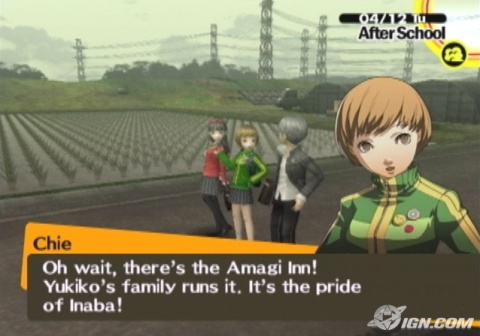 04/12 Tu
After School
Chie
Oh wait, there's the Amagi Inn!
Yukiko's family runs it. It's the pride
of Inaba!
IGN.COM